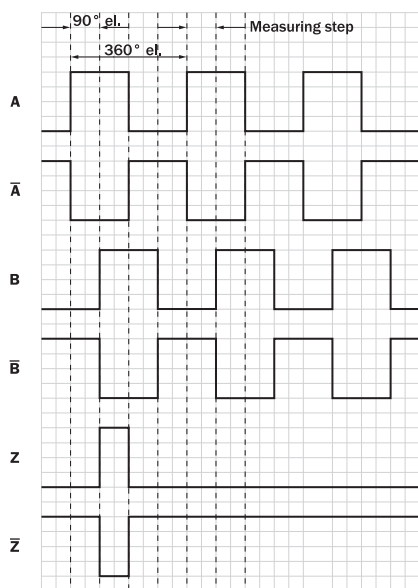 90° el.
Measuring step
360° el.
A
A̅
B
B̅
Z
Z̅